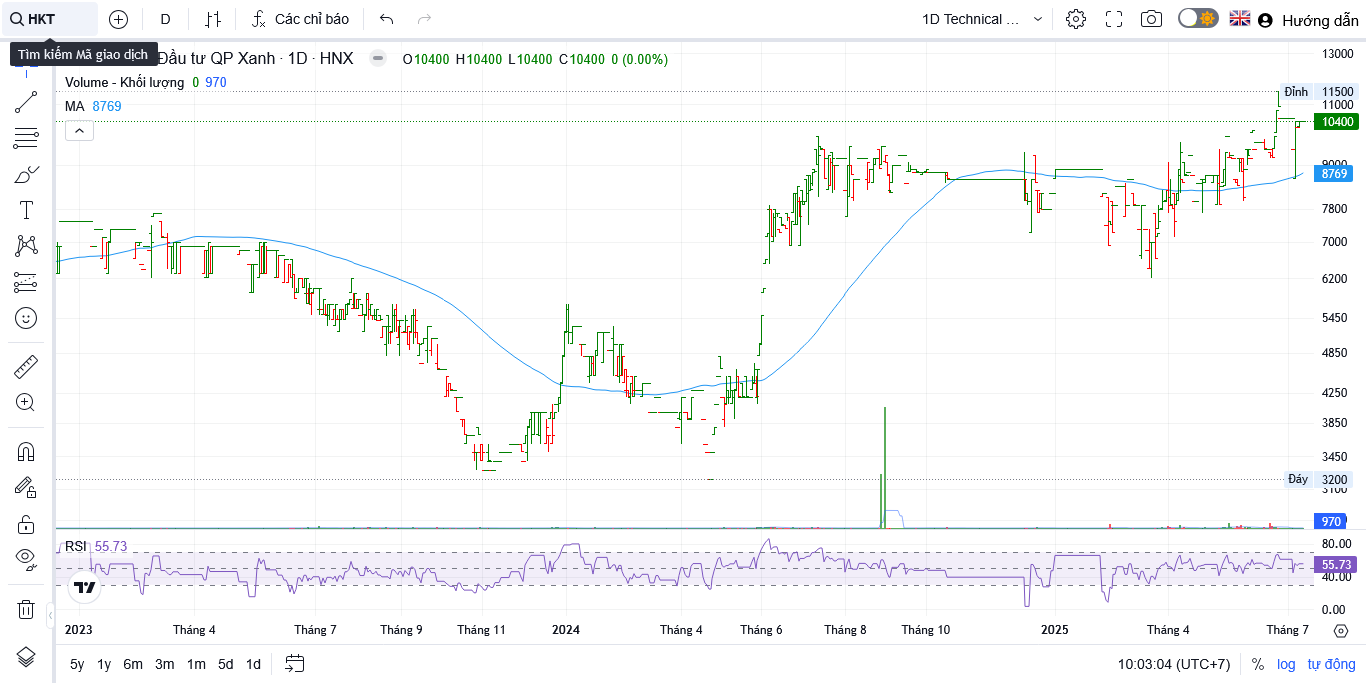 HKT
D
Các chỉ báo
1D Technical ...
Hướng dẫn
Tìm kiếm Mã giao dịch
Đầu tư QP Xanh · 1D · HNX
O10400 H10400 L10400 C10400 0 (0.00%)
Volume - Khối lượng 0 970
MA 8769
13000
Đỉnh 11500
11000
10400
9000
8769
7800
7000
6200
5450
4850
4250
3850
3450
Đáy 3200
3100
970
RSI 55.73
80.00
55.73
40.00
0.00
2023 Tháng 4 Tháng 7 Tháng 9 Tháng 11 2024 Tháng 4 Tháng 6 Tháng 8 Tháng 10 2025 Tháng 4 Tháng 7
5y 1y 6m 3m 1m 5d 1d
10:03:04 (UTC+7) % log tự động